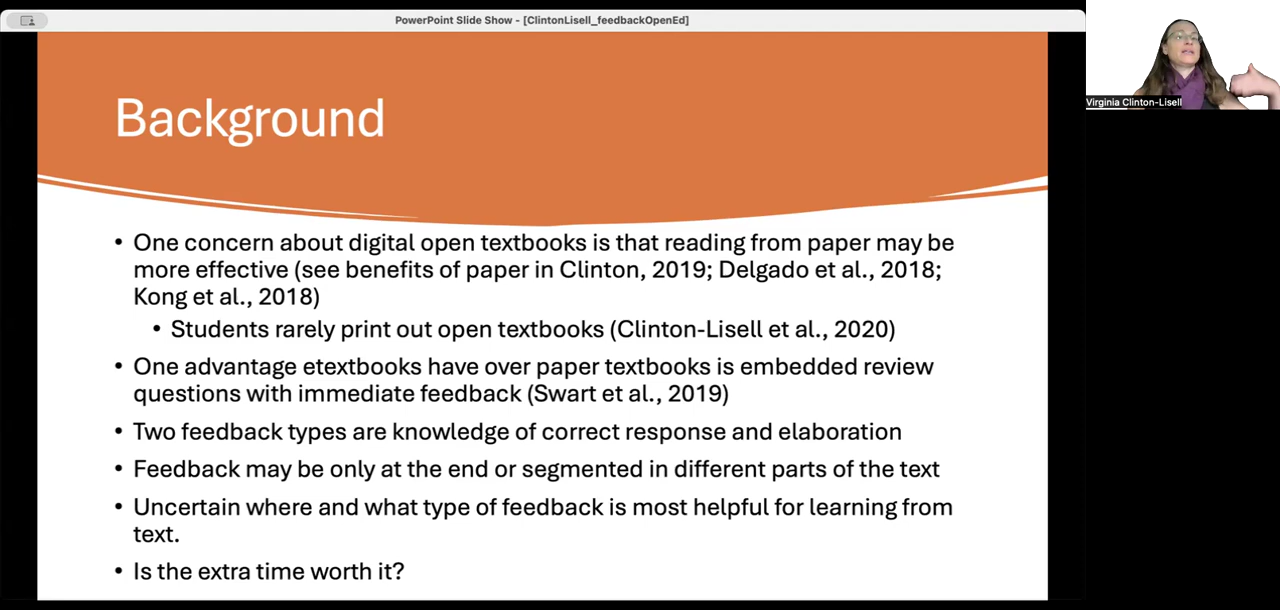 PowerPoint Slide Show - [ClintonLisell_feedbackOpenEd]
Background
Virginia Clinton-Lisell
• One concern about digital open textbooks is that reading from paper may be
more effective (see benefits of paper in Clinton, 2019; Delgado et al., 2018;
Kong et al., 2018)
• Students rarely print out open textbooks (Clinton-Lisell et al., 2020)
• One advantage etextbooks have over paper textbooks is embedded review
questions with immediate feedback (Swart et al., 2019)
• Two feedback types are knowledge of correct response and elaboration
• Feedback may be only at the end or segmented in different parts of the text
• Uncertain where and what type of feedback is most helpful for learning from
text.
• Is the extra time worth it?